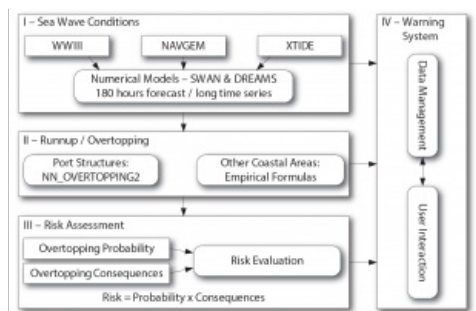 I – Sea Wave Conditions
WWIII
NAVGEM
XTIDE
Numerical Models – SWAN & DREAMS
180 hours forecast / long time series
II – Runup / Overtopping
Port Structures:
NN_OVERTOPPING2
Other Coastal Areas:
Empirical Formulas
III – Risk Assessment
Overtopping Probability
Overtopping Consequences
Risk Evaluation
Risk = Probability x Consequences
IV – Warning
System
Data Management
User Interaction